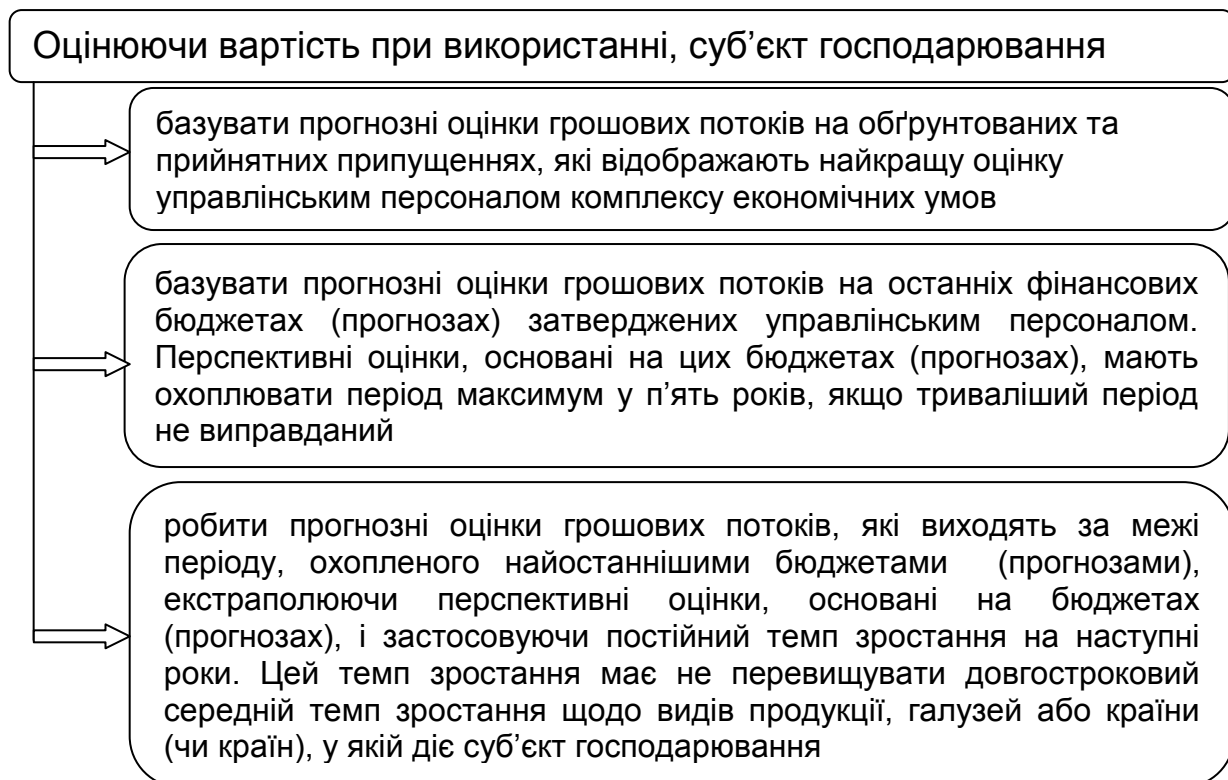 Оцінюючи вартість при використанні, суб’єкт господарювання
базувати прогнозні оцінки грошових потоків на обґрунтованих та
прийнятних припущеннях, які відображають найкращу оцінку
управлінським персоналом комплексу економічних умов
базувати прогнозні оцінки грошових потоків на останніх фінансових
бюджетах (прогнозах) затверджених управлінським персоналом.
Перспективні оцінки, основані на цих бюджетах (прогнозах), мають
охоплювати період максимум у п’ять років, якщо триваліший період
не виправданий
робити прогнозні оцінки грошових потоків, які виходять за межі
періоду, охопленого найостаннішими бюджетами (прогнозами),
екстраполюючи перспективні оцінки, основані на бюджетах
(прогнозах), і застосовуючи постійний темп зростання на наступні
роки. Цей темп зростання має не перевищувати довгостроковий
середній темп зростання щодо видів продукції, галузей або країни
(чи країн), у якій діє суб’єкт господарювання